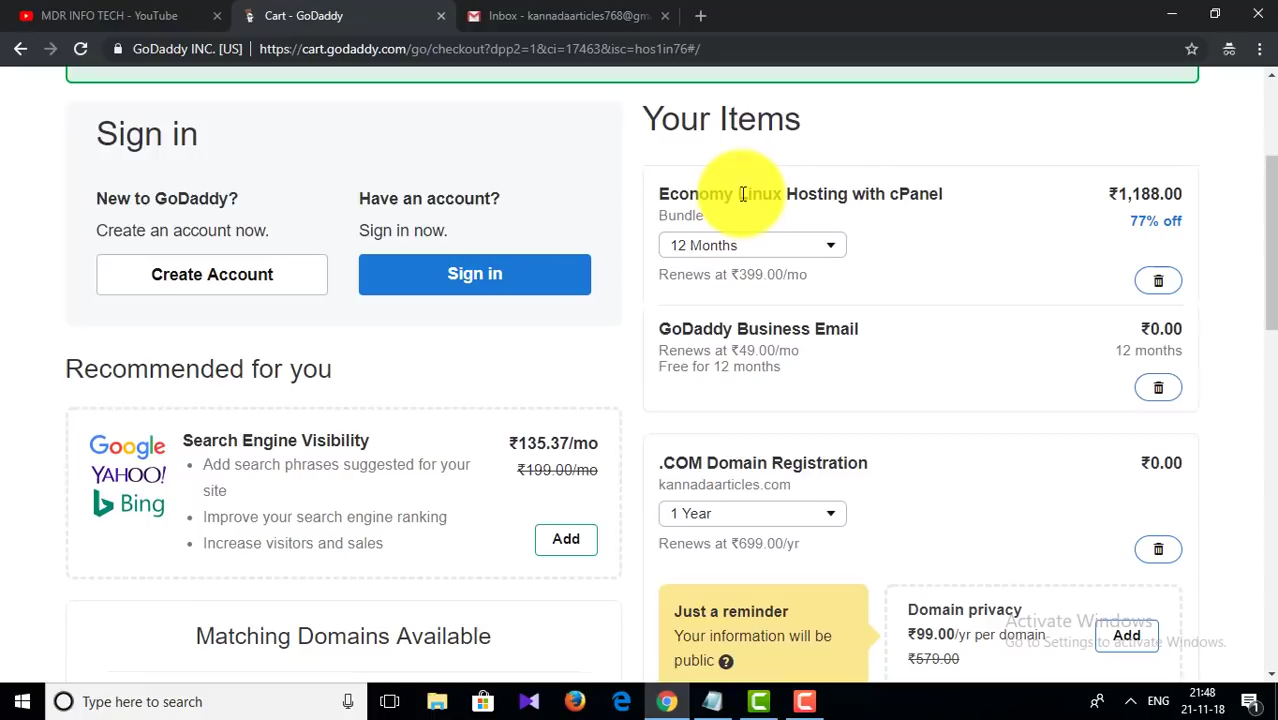 MDR INFO TECH - YouTube
Cart - GoDaddy
Inbox - kannadaarticles768@gm
GoDaddy INC. [US] | https://cart.godaddy.com/go/checkout?dpp2=1&ci=17463&isc=hos1in76#/
Sign in
New to GoDaddy?
Create an account now.
Create Account
Have an account?
Sign in now.
Sign in
Recommended for you
Google
YAHOO!
Bing
Search Engine Visibility
₹135.37/mo
₹199.00/mo
• Add search phrases suggested for your
site
• Improve your search engine ranking
• Increase visitors and sales
Add
Matching Domains Available
Your Items
Economy Linux Hosting with cPanel
₹1,188.00
Bundle
77% off
12 Months
Renews at ₹399.00/mo
GoDaddy Business Email
₹0.00
Renews at ₹49.00/mo
12 months
Free for 12 months
.COM Domain Registration
₹0.00
kannadaarticles.com
1 Year
Renews at ₹699.00/yr
Just a reminder
Your information will be
public ?
Domain privacy
₹99.00/yr per domain
₹579.00
Add
Activate Windows
Go to Settings to activate Windows.
Type here to search
ENG
21:48
21-11-18
1